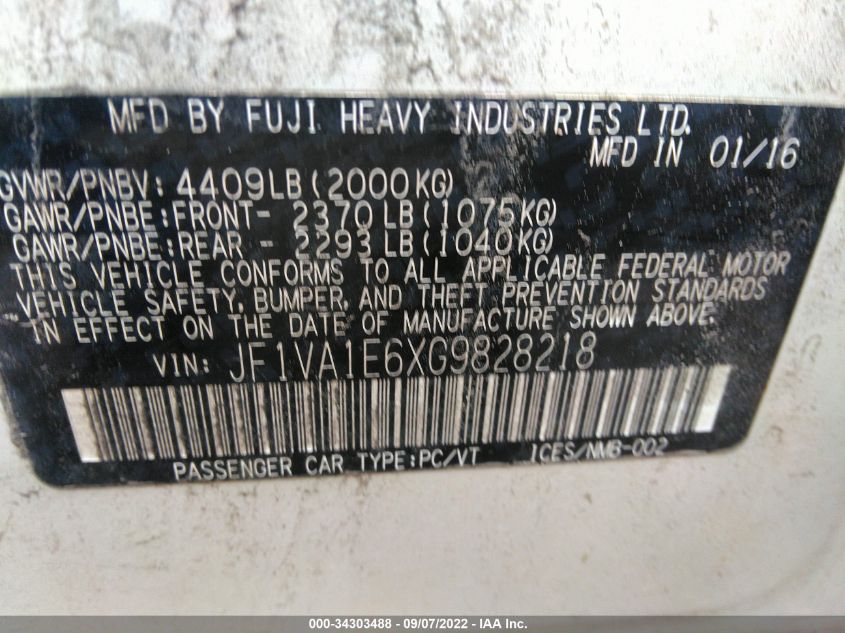 MFD BY FUJI HEAVY INDUSTRIES LTD.
MFD IN 01/16
GVWR/PNBV: 4409LB(2000KG)
GAWR/PNBE:FRONT- 2370LB(1075KG)
GAWR/PNBE:REAR - 2293LB(1040KG)
THIS VEHICLE CONFORMS TO ALL APPLICABLE FEDERAL MOTOR
VEHICLE SAFETY, BUMPER, AND THEFT PREVENTION STANDARDS
IN EFFECT ON THE DATE OF MANUFACTURE SHOWN ABOVE.
VIN: JF1VA1E6XG9828218
PASSENGER CAR TYPE:PC/VT ICES/NMB-002
000-34303488 - 09/07/2022 - IAA Inc.